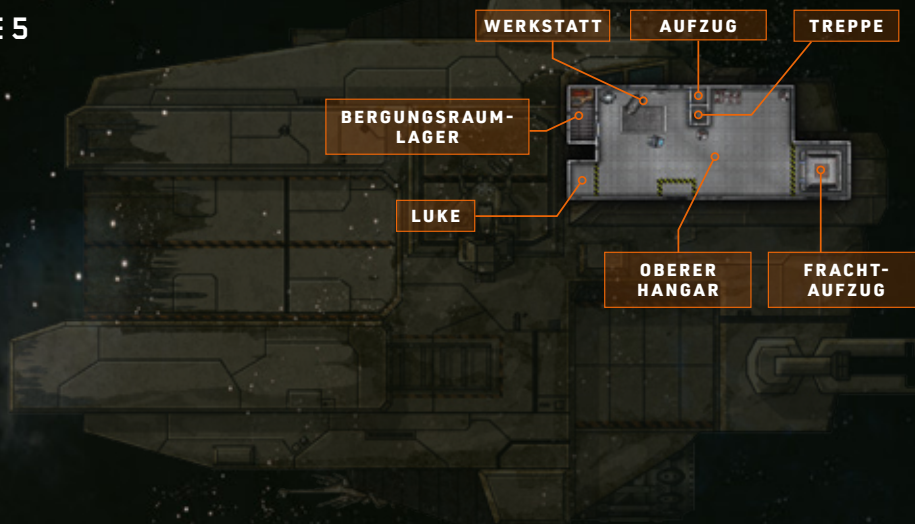 5
WERKSTATT
AUFZUG
TREPPE
BERGUNGSRAUM-
LAGER
LUKE
OBERER
HANGAR
FRACHT-
AUFZUG